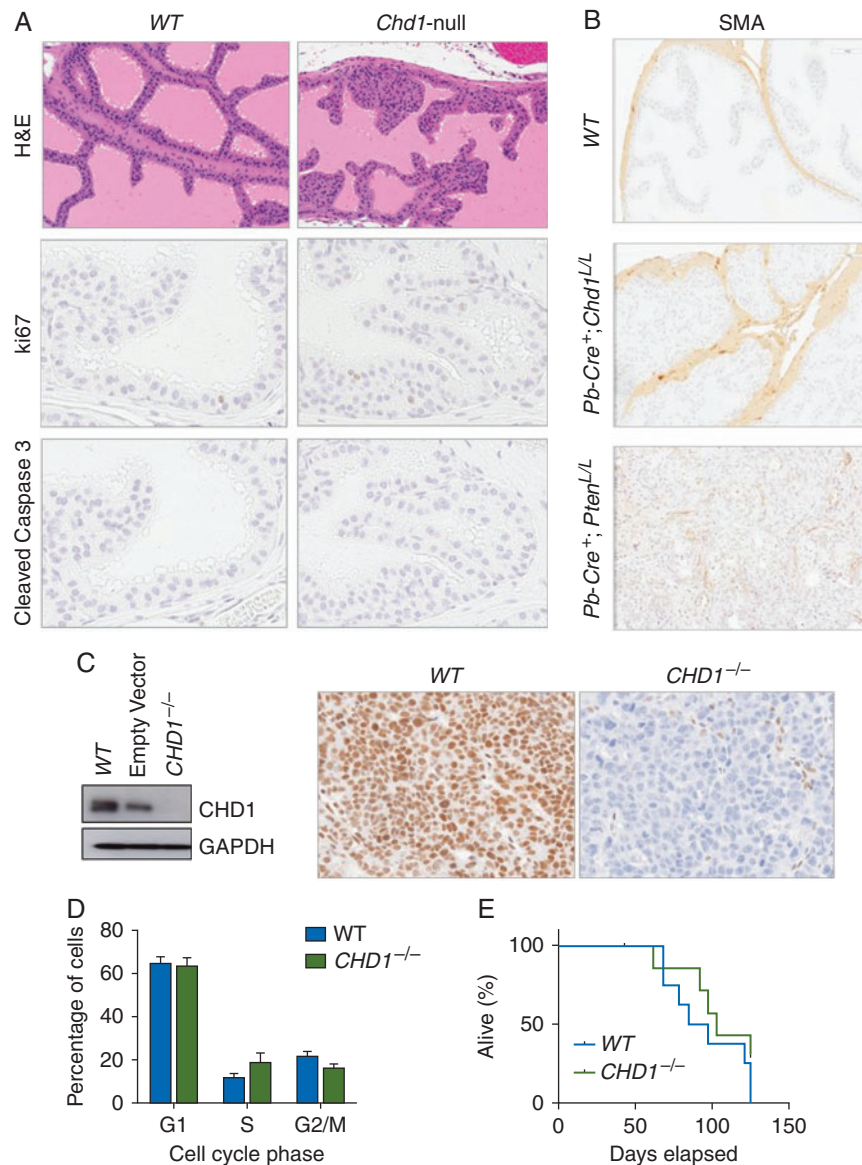 A
WT
Chd1-null
H&E
ki67
Cleaved Caspase 3
B
SMA
WT
Pb-Cre⁺;Chd1ᴸ/ᴸ
Pb-Cre⁺; Ptenᴸ/ᴸ
C
WT
Empty Vector
CHD1⁻/⁻
CHD1
GAPDH
WT
CHD1⁻/⁻
D
Percentage of cells
80
60
40
20
0
G1
S
G2/M
Cell cycle phase
WT
CHD1⁻/⁻
E
Alive (%)
100
50
0
WT
CHD1⁻/⁻
0
50
100
150
Days elapsed